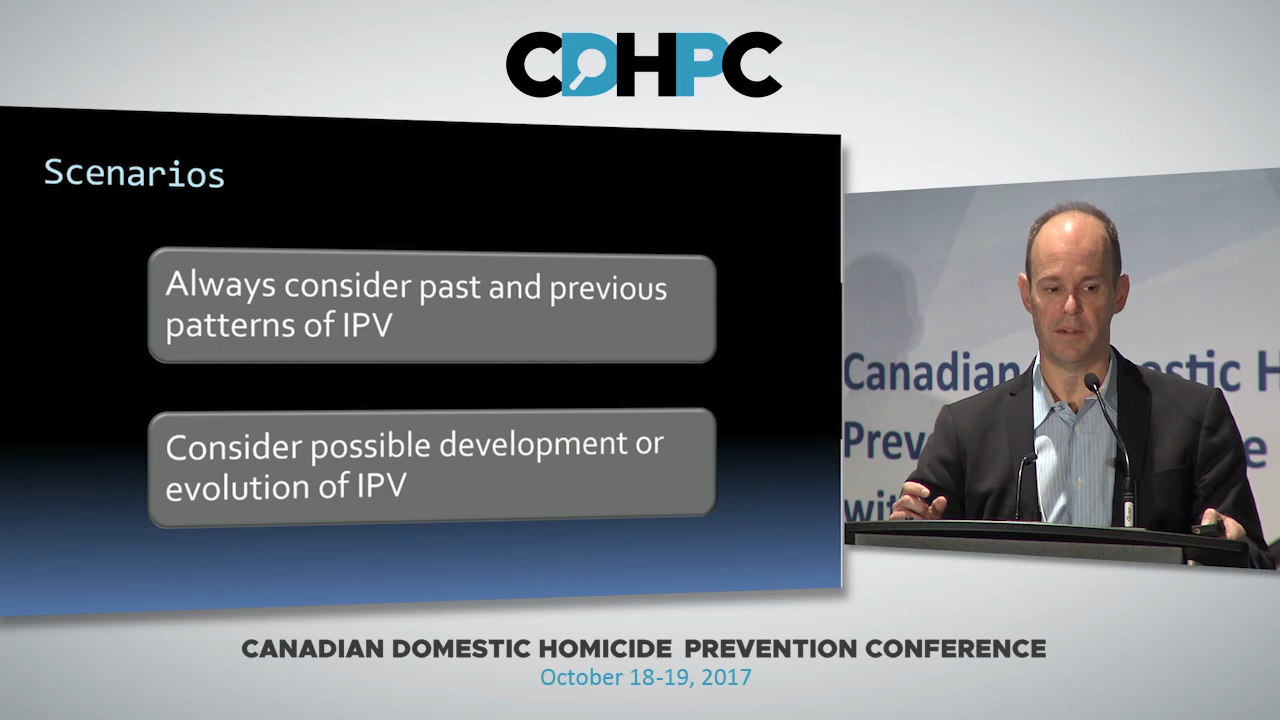 CDHPC
Scenarios
Always consider past and previous
patterns of IPV
Consider possible development or
evolution of IPV
Canadian estic H
Prev e
wit
CANADIAN DOMESTIC HOMICIDE PREVENTION CONFERENCE
October 18-19, 2017